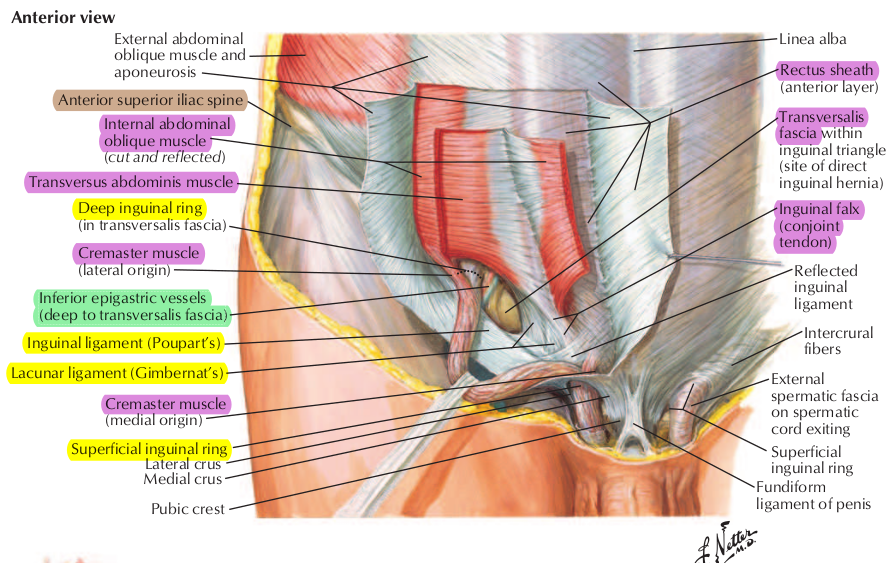 Anterior view
External abdominal
oblique muscle and
aponeurosis
Anterior superior iliac spine
Internal abdominal
oblique muscle
(cut and reflected)
Transversus abdominis muscle
Deep inguinal ring
(in transversalis fascia)
Cremaster muscle
(lateral origin)
Inferior epigastric vessels
(deep to transversalis fascia)
Inguinal ligament (Poupart's)
Lacunar ligament (Gimbernat's)
Cremaster muscle
(medial origin)
Superficial inguinal ring
Lateral crus
Medial crus
Pubic crest
Linea alba
Rectus sheath
(anterior layer)
Transversalis
fascia within
inguinal triangle
(site of direct
inguinal hernia)
Inguinal falx
(conjoint
tendon)
Reflected
inguinal
ligament
Intercrural
fibers
External
spermatic fascia
on spermatic
cord exiting
Superficial
inguinal ring
Fundiform
ligament of penis
F. Netter
M.D.